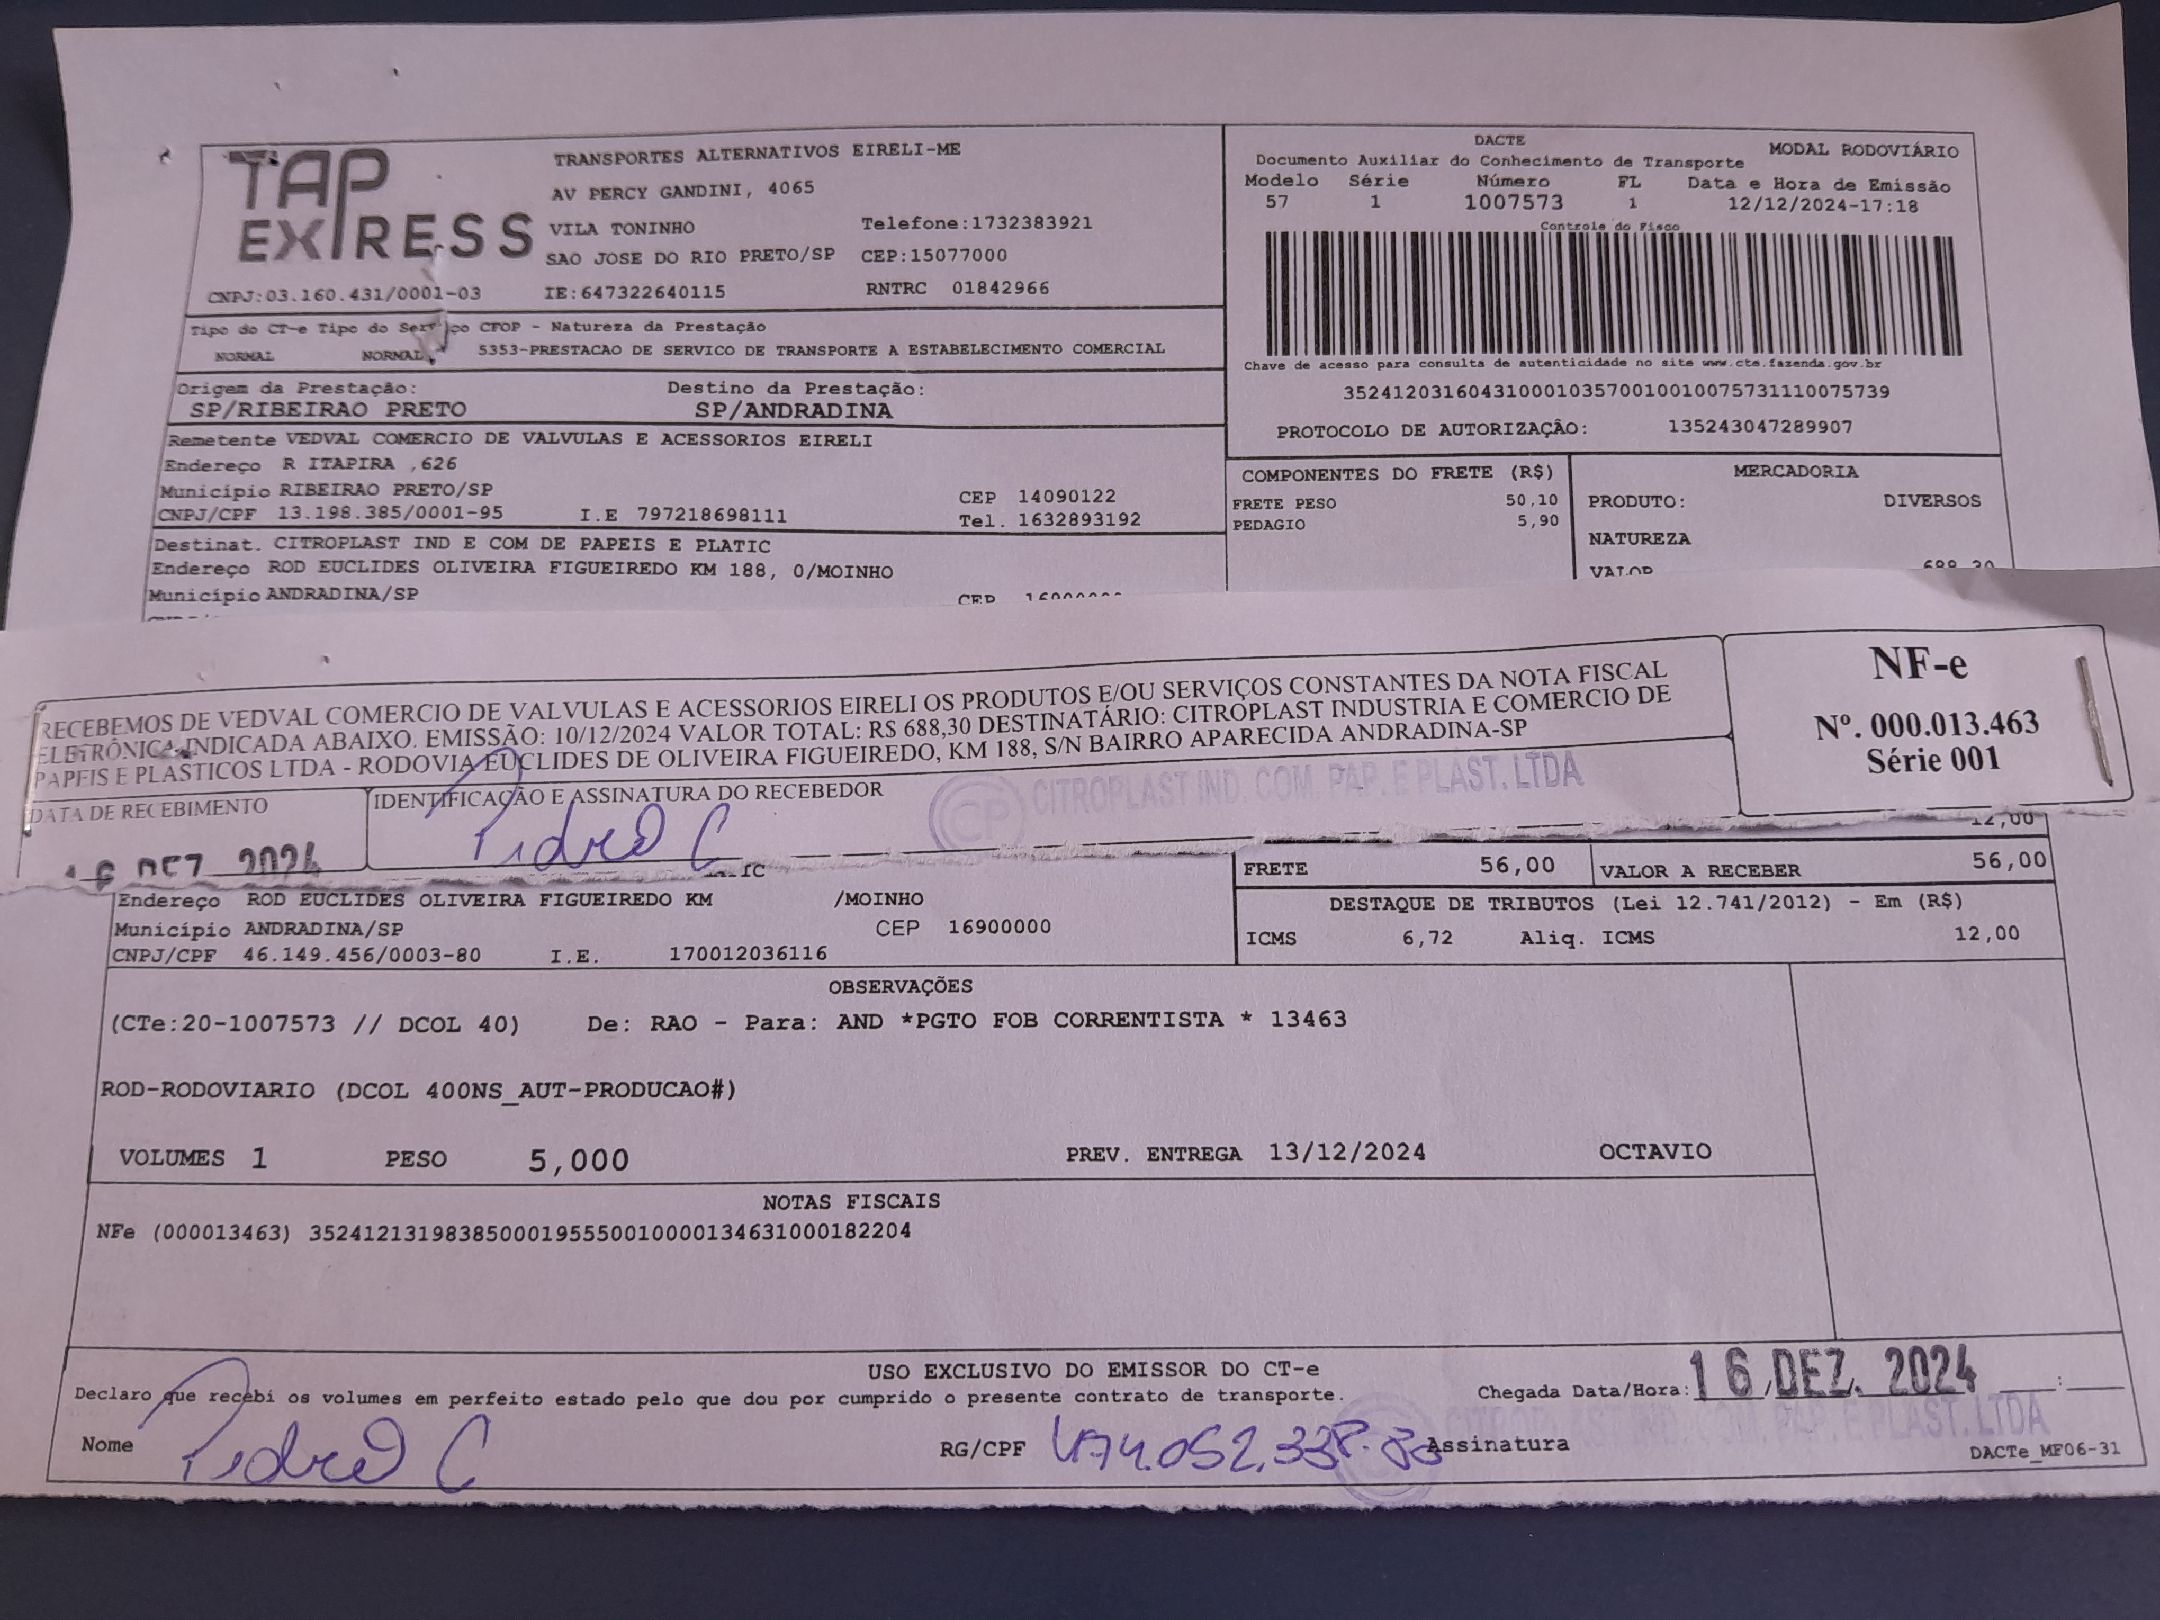 TAP EXPRESS
TRANSPORTES ALTERNATIVOS EIRELI-ME
AV PERCY GANDINI, 4065
VILA TONINHO Telefone:1732383921
SAO JOSE DO RIO PRETO/SP CEP:15077000
CNPJ:03.160.431/0001-03 IE:647322640115 RNTRC 01842966
DACTE MODAL RODOVIÁRIO
Documento Auxiliar do Conhecimento de Transporte
Modelo Série Número FL Data e Hora de Emissão
57 1 1007573 1 12/12/2024-17:18
Controle do Fisco
Chave de acesso para consulta de autenticidade no site www.cte.fazenda.gov.br
35241203160431000103570010010075731110075739
PROTOCOLO DE AUTORIZAÇÃO: 135243047289907
Tipo do CT-e Tipo do Serviço CFOP - Natureza da Prestação
NORMAL NORMAL 5353-PRESTACAO DE SERVICO DE TRANSPORTE A ESTABELECIMENTO COMERCIAL
Origem da Prestação: Destino da Prestação:
SP/RIBEIRAO PRETO SP/ANDRADINA
Remetente VEDVAL COMERCIO DE VALVULAS E ACESSORIOS EIRELI
Endereço R ITAPIRA ,626
Município RIBEIRAO PRETO/SP CEP 14090122
CNPJ/CPF 13.198.385/0001-95 I.E 797218698111 Tel. 1632893192
Destinat. CITROPLAST IND E COM DE PAPEIS E PLATIC
Endereço ROD EUCLIDES OLIVEIRA FIGUEIREDO KM 188, 0/MOINHO
Município ANDRADINA/SP CEP
COMPONENTES DO FRETE (R$)
FRETE PESO 50,10
PEDAGIO 5,90
MERCADORIA
PRODUTO: DIVERSOS
NATUREZA
VALOR 688,30
RECEBEMOS DE VEDVAL COMERCIO DE VALVULAS E ACESSORIOS EIRELI OS PRODUTOS E/OU SERVIÇOS CONSTANTES DA NOTA FISCAL
ELETRÔNICA INDICADA ABAIXO. EMISSÃO: 10/12/2024 VALOR TOTAL: R$ 688,30 DESTINATÁRIO: CITROPLAST INDUSTRIA E COMERCIO DE
PAPEIS E PLASTICOS LTDA - RODOVIA EUCLIDES DE OLIVEIRA FIGUEIREDO, KM 188, S/N BAIRRO APARECIDA ANDRADINA-SP
NF-e
Nº. 000.013.463
Série 001
DATA DE RECEBIMENTO IDENTIFICAÇÃO E ASSINATURA DO RECEBEDOR
CP CITROPLAST IND. COM. PAP. E PLAST. LTDA
16 DEZ 2024 Pedro C
12,00
FRETE 56,00 VALOR A RECEBER 56,00
Endereço ROD EUCLIDES OLIVEIRA FIGUEIREDO KM /MOINHO
Município ANDRADINA/SP CEP 16900000
CNPJ/CPF 46.149.456/0003-80 I.E. 170012036116
DESTAQUE DE TRIBUTOS (Lei 12.741/2012) - Em (R$)
ICMS 6,72 Aliq. ICMS 12,00
OBSERVAÇÕES
(CTe:20-1007573 // DCOL 40) De: RAO - Para: AND *PGTO FOB CORRENTISTA * 13463
ROD-RODOVIARIO (DCOL 400NS_AUT-PRODUCAO#)
VOLUMES 1 PESO 5,000 PREV. ENTREGA 13/12/2024 OCTAVIO
NOTAS FISCAIS
NFe (000013463) 35241213198385000195550010000134631000182204
USO EXCLUSIVO DO EMISSOR DO CT-e
Declaro que recebi os volumes em perfeito estado pelo que dou por cumprido o presente contrato de transporte.
Chegada Data/Hora: 16 DEZ. 2024
CITROPLAST IND. COM. PAP. E PLAST. LTDA
Nome Pedro C RG/CPF Assinatura
DACTe_MF06-31